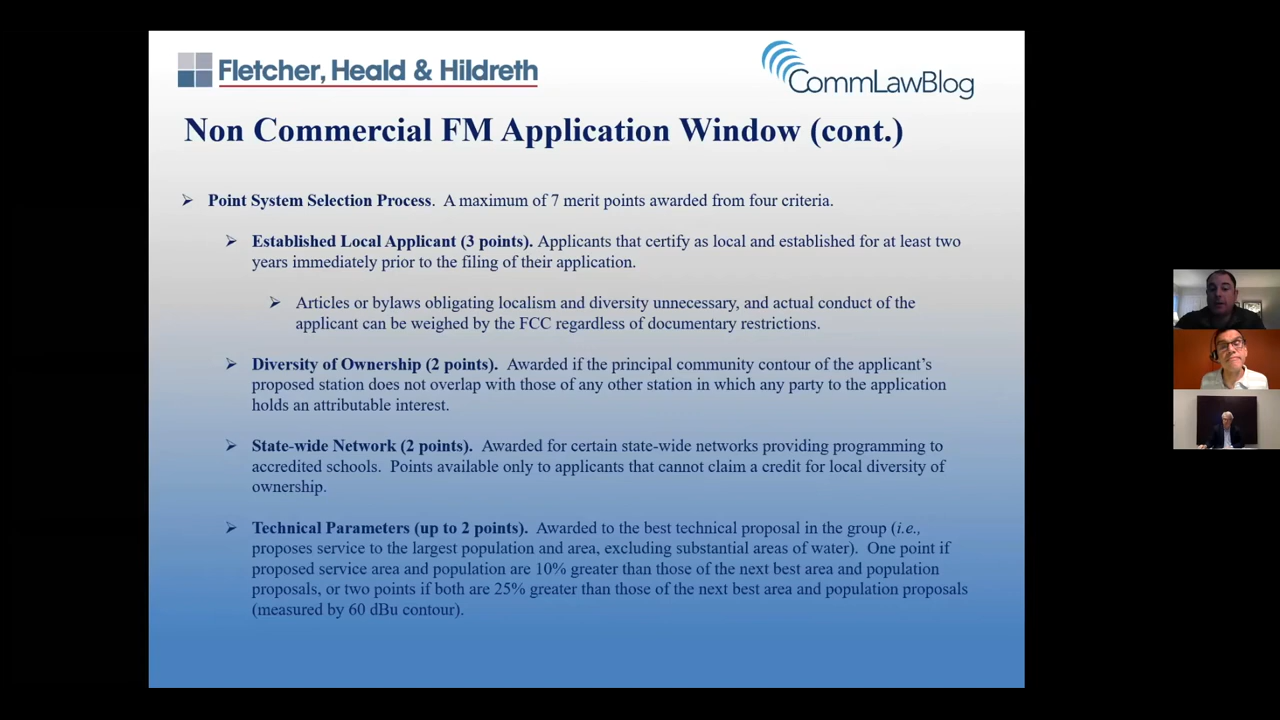 Fletcher, Heald & Hildreth
CommLawBlog
Non Commercial FM Application Window (cont.)
Point System Selection Process. A maximum of 7 merit points awarded from four criteria.
Established Local Applicant (3 points). Applicants that certify as local and established for at least two
years immediately prior to the filing of their application.
Articles or bylaws obligating localism and diversity unnecessary, and actual conduct of the
applicant can be weighed by the FCC regardless of documentary restrictions.
Diversity of Ownership (2 points). Awarded if the principal community contour of the applicant's
proposed station does not overlap with those of any other station in which any party to the application
holds an attributable interest.
State-wide Network (2 points). Awarded for certain state-wide networks providing programming to
accredited schools. Points available only to applicants that cannot claim a credit for local diversity of
ownership.
Technical Parameters (up to 2 points). Awarded to the best technical proposal in the group (i.e.,
proposes service to the largest population and area, excluding substantial areas of water). One point if
proposed service area and population are 10% greater than those of the next best area and population
proposals, or two points if both are 25% greater than those of the next best area and population proposals
(measured by 60 dBu contour).